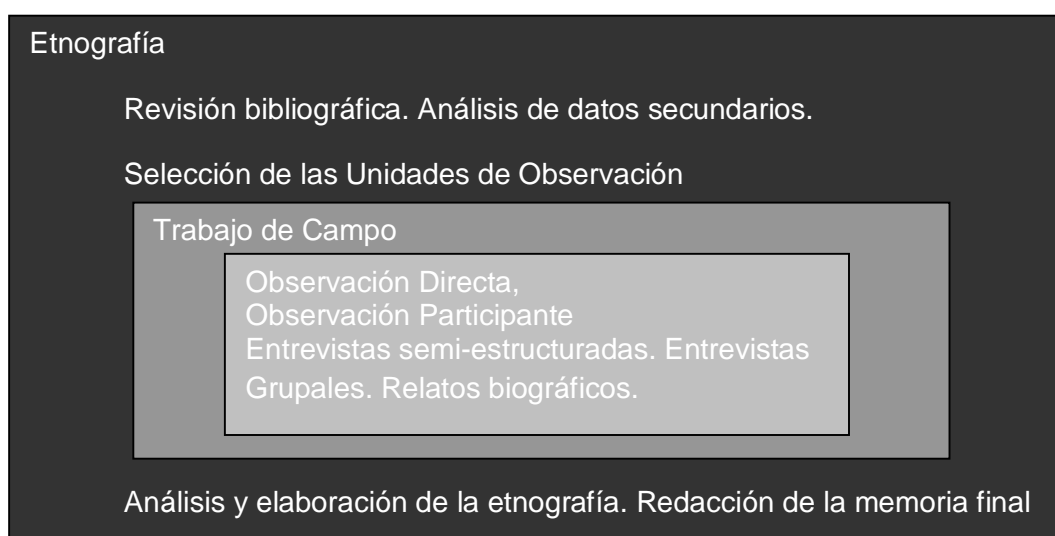 Etnografía
Revisión bibliográfica. Análisis de datos secundarios.
Selección de las Unidades de Observación
Trabajo de Campo
Observación Directa,
Observación Participante
Entrevistas semi-estructuradas. Entrevistas
Grupales. Relatos biográficos.
Análisis y elaboración de la etnografía. Redacción de la memoria final